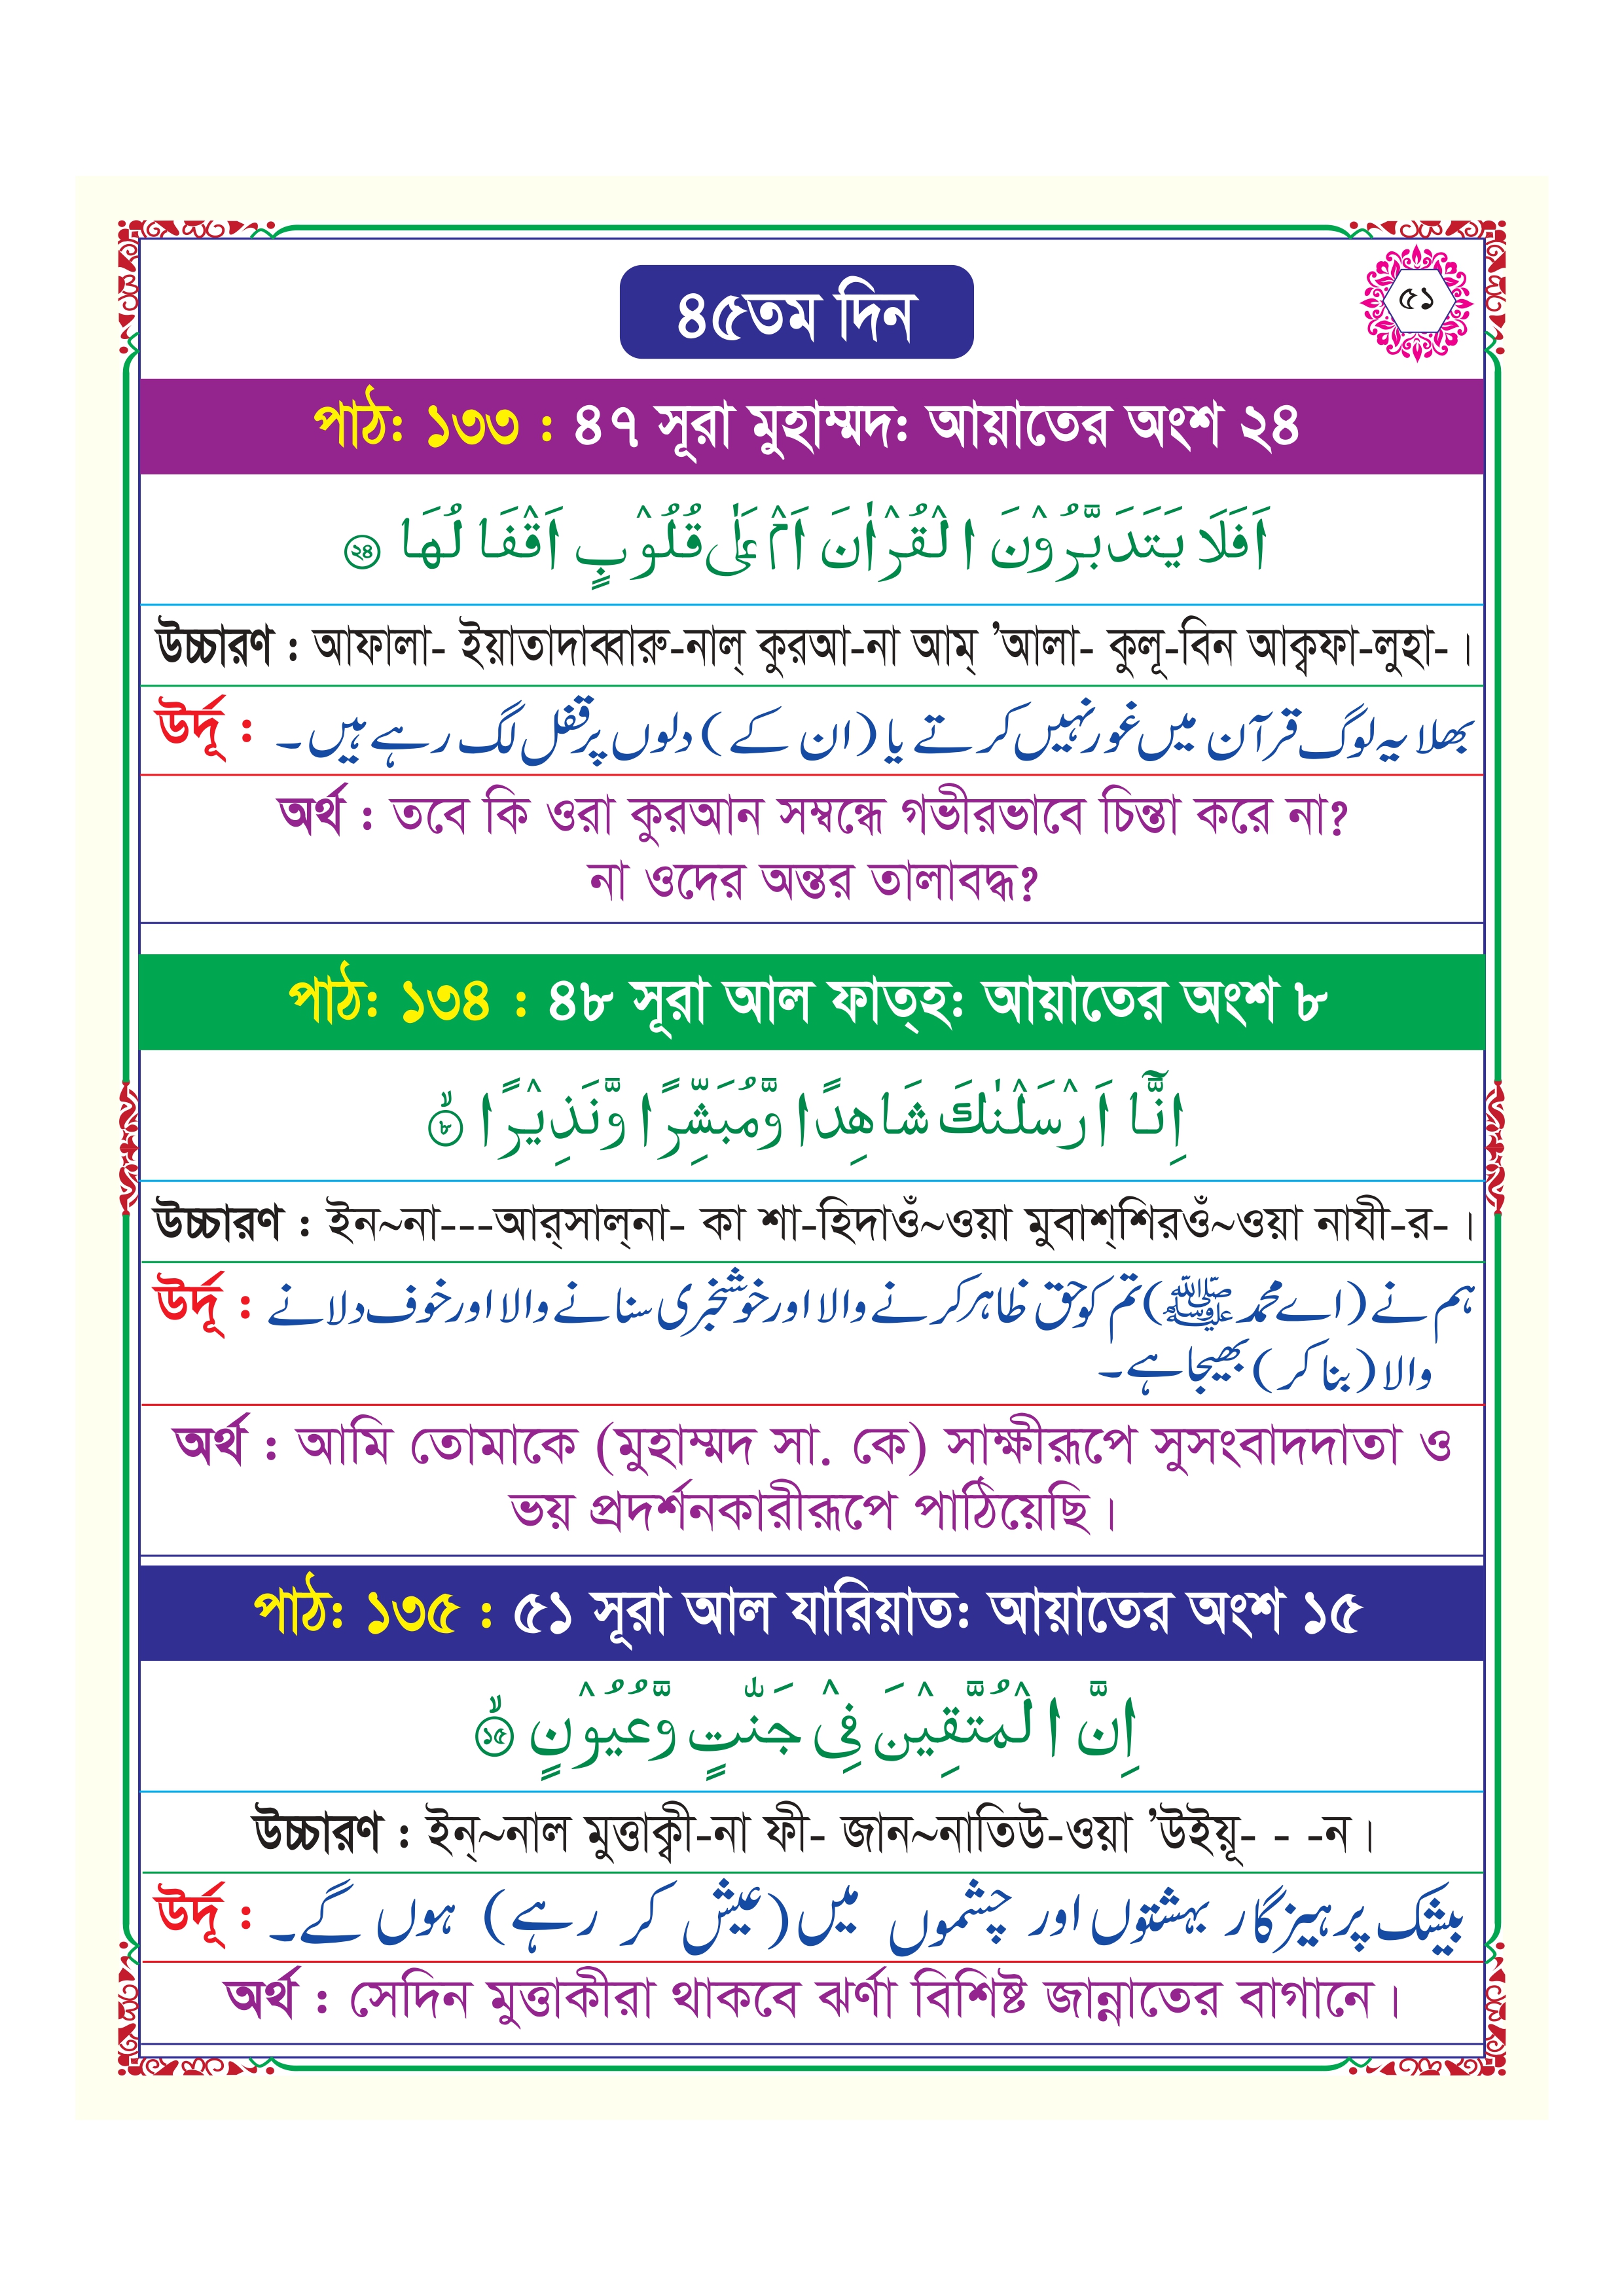 ৪৫তম দিন
৫১
পাঠ: ১৩৩ : ৪৭ সূরা মুহাম্মদ: আয়াতের অংশ ২৪
اَفَلَا يَتَدَبَّرُوْنَ الْقُرْاٰنَ اَمْ عَلٰى قُلُوْبٍ اَقْفَالُهَا ২৪
উচ্চারণ : আফালা- ইয়াতাদাব্বারু-নাল্ কুরআ-না আম্ ’আলা- কুলূ-বিন আক্বফা-লুহা-।
উর্দূ : بھلا یہ لوگ قرآن میں غور نہیں کرتے یا (ان کے) دلوں پر قفل لگ رہے ہیں۔
অর্থ : তবে কি ওরা কুরআন সম্বন্ধে গভীরভাবে চিন্তা করে না?
না ওদের অন্তর তালাবদ্ধ?
পাঠ: ১৩৪ : ৪৮ সূরা আল ফাত্হ: আয়াতের অংশ ৮
اِنَّاۤ اَرْسَلْنٰكَ شَاهِدًا وَّمُبَشِّرًا وَّنَذِيْرًا ৮ۙ
উচ্চারণ : ইন~না---আর্সাল্না- কা শা-হিদাওঁ~ওয়া মুবাশ্শিরওঁ~ওয়া নাযী-র-।
উর্দূ : ہم نے (اے محمد ﷺ) تم کو حق ظاہر کرنے والا اور خوشخبری سنانے والا اور خوف دلانے
والا (بنا کر) بھیجا ہے۔
অর্থ : আমি তোমাকে (মুহাম্মদ সা. কে) সাক্ষীরূপে সুসংবাদদাতা ও
ভয় প্রদর্শনকারীরূপে পাঠিয়েছি।
পাঠ: ১৩৫ : ৫১ সূরা আল যারিয়াত: আয়াতের অংশ ১৫
اِنَّ الْمُتَّقِيْنَ فِيْ جَنّٰتٍ وَّعُيُوْنٍ ১৫ۙ
উচ্চারণ : ইন্~নাল মুত্তাক্বী-না ফী- জান~নাতিউ-ওয়া ’উইয়ূ- - -ন।
উর্দূ : بیشک پرہیزگار بہشتوں اور چشموں میں (عیش کر رہے) ہوں گے۔
অর্থ : সেদিন মুত্তাকীরা থাকবে ঝর্ণা বিশিষ্ট জান্নাতের বাগানে।